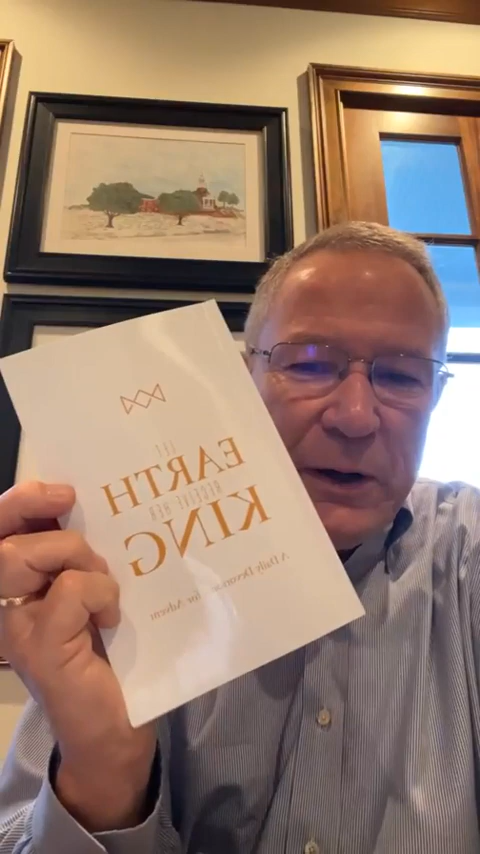 LET
EARTH
RECEIVE HER
KING
A Daily Devotional for Advent